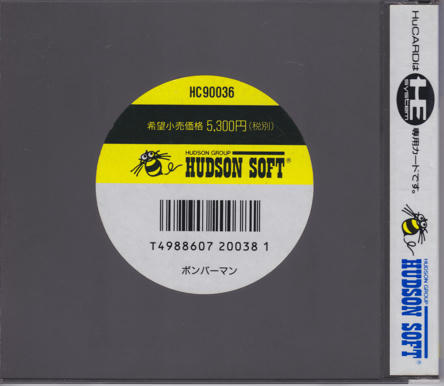 HC90036
希望小売価格 5,300円(税別)
HUDSON GROUP
HUDSON SOFT®
T4988607 20038 1
ボンバーマン
HuCARDは
HE
SYSTEM
専用カードです。
HUDSON GROUP
HUDSON SOFT®